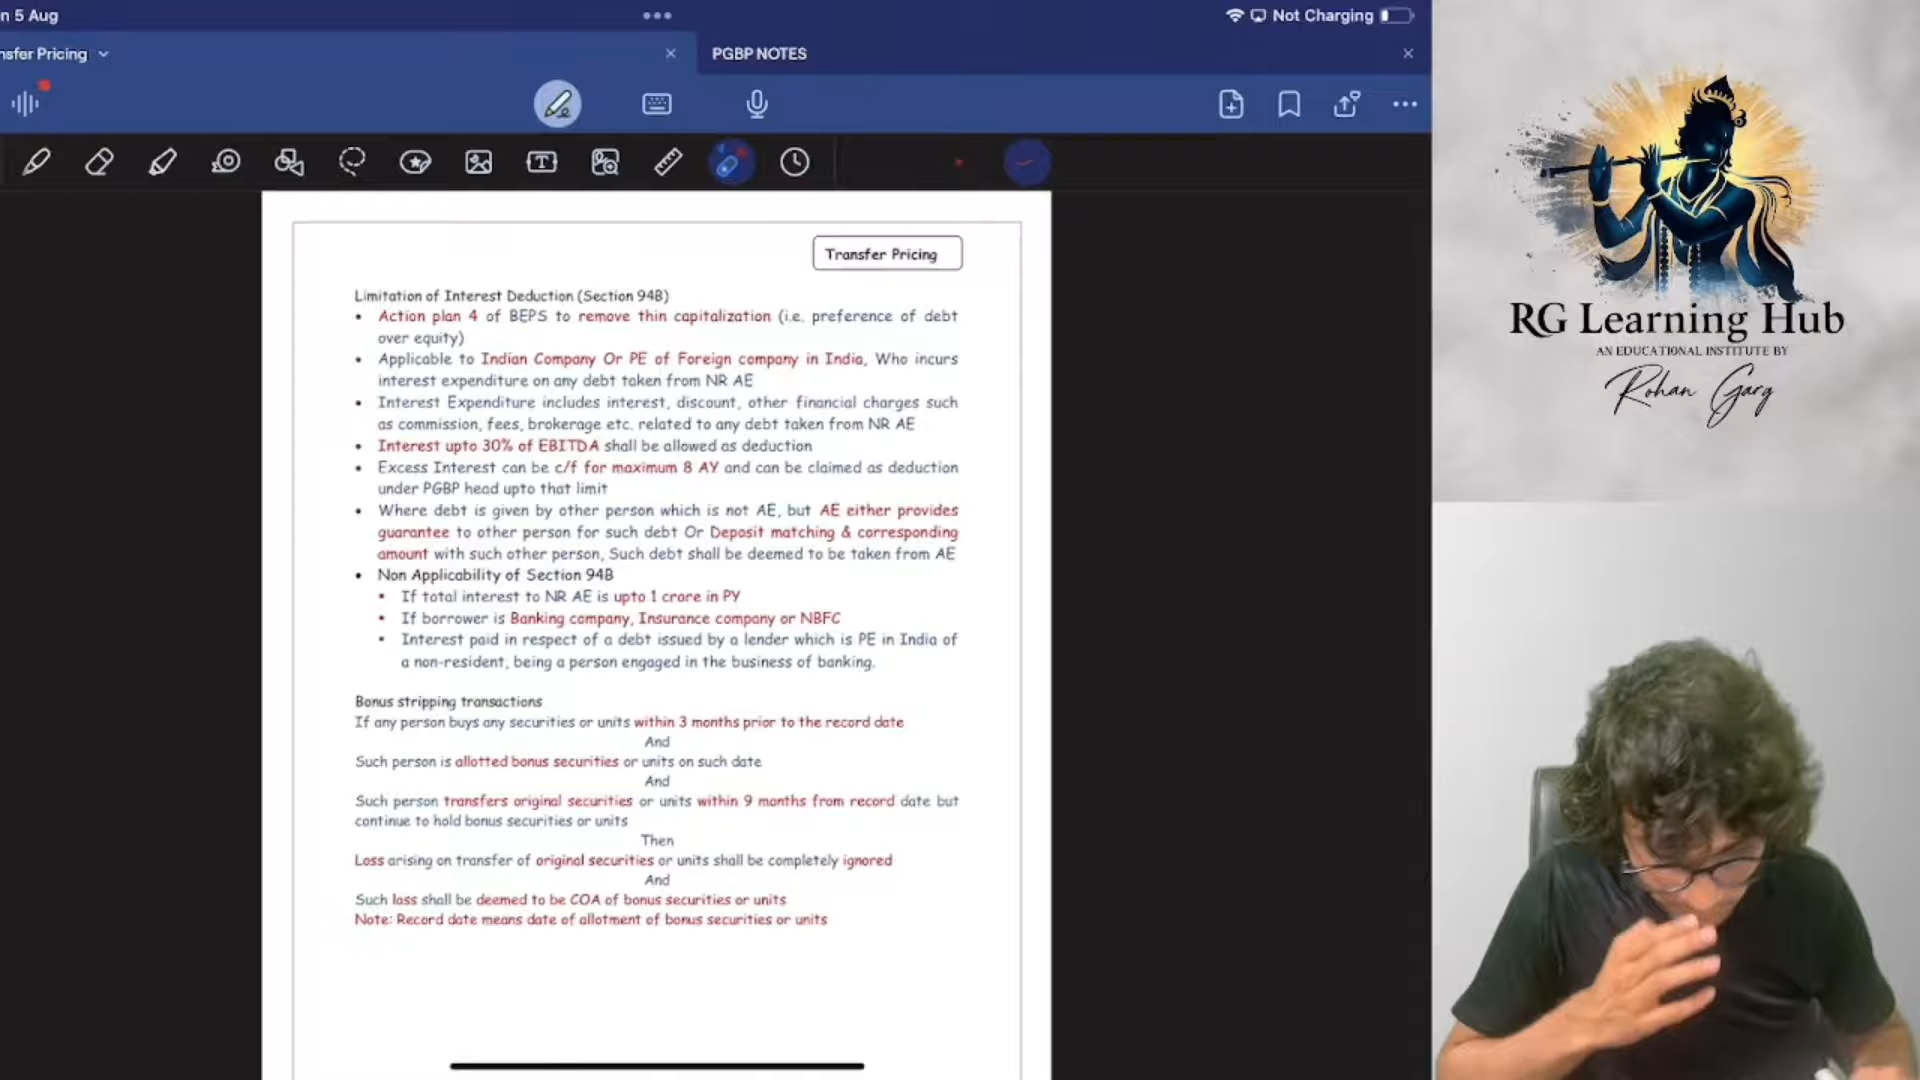 n 5 Aug
Not Charging
nsfer Pricing
PGBP NOTES
Transfer Pricing
Limitation of Interest Deduction (Section 94B)
• Action plan 4 of BEPS to remove thin capitalization (i.e. preference of debt
over equity)
• Applicable to Indian Company Or PE of Foreign company in India, Who incurs
interest expenditure on any debt taken from NR AE
• Interest Expenditure includes interest, discount, other financial charges such
as commission, fees, brokerage etc. related to any debt taken from NR AE
• Interest upto 30% of EBITDA shall be allowed as deduction
• Excess Interest can be c/f for maximum 8 AY and can be claimed as deduction
under PGBP head upto that limit
• Where debt is given by other person which is not AE, but AE either provides
guarantee to other person for such debt Or Deposit matching & corresponding
amount with such other person, Such debt shall be deemed to be taken from AE
• Non Applicability of Section 94B
▪ If total interest to NR AE is upto 1 crore in PY
▪ If borrower is Banking company, Insurance company or NBFC
▪ Interest paid in respect of a debt issued by a lender which is PE in India of
a non-resident, being a person engaged in the business of banking.
Bonus stripping transactions
If any person buys any securities or units within 3 months prior to the record date
And
Such person is allotted bonus securities or units on such date
And
Such person transfers original securities or units within 9 months from record date but
continue to hold bonus securities or units
Then
Loss arising on transfer of original securities or units shall be completely ignored
And
Such loss shall be deemed to be COA of bonus securities or units
Note: Record date means date of allotment of bonus securities or units
RG Learning Hub
AN EDUCATIONAL INSTITUTE BY
Rohan Garg